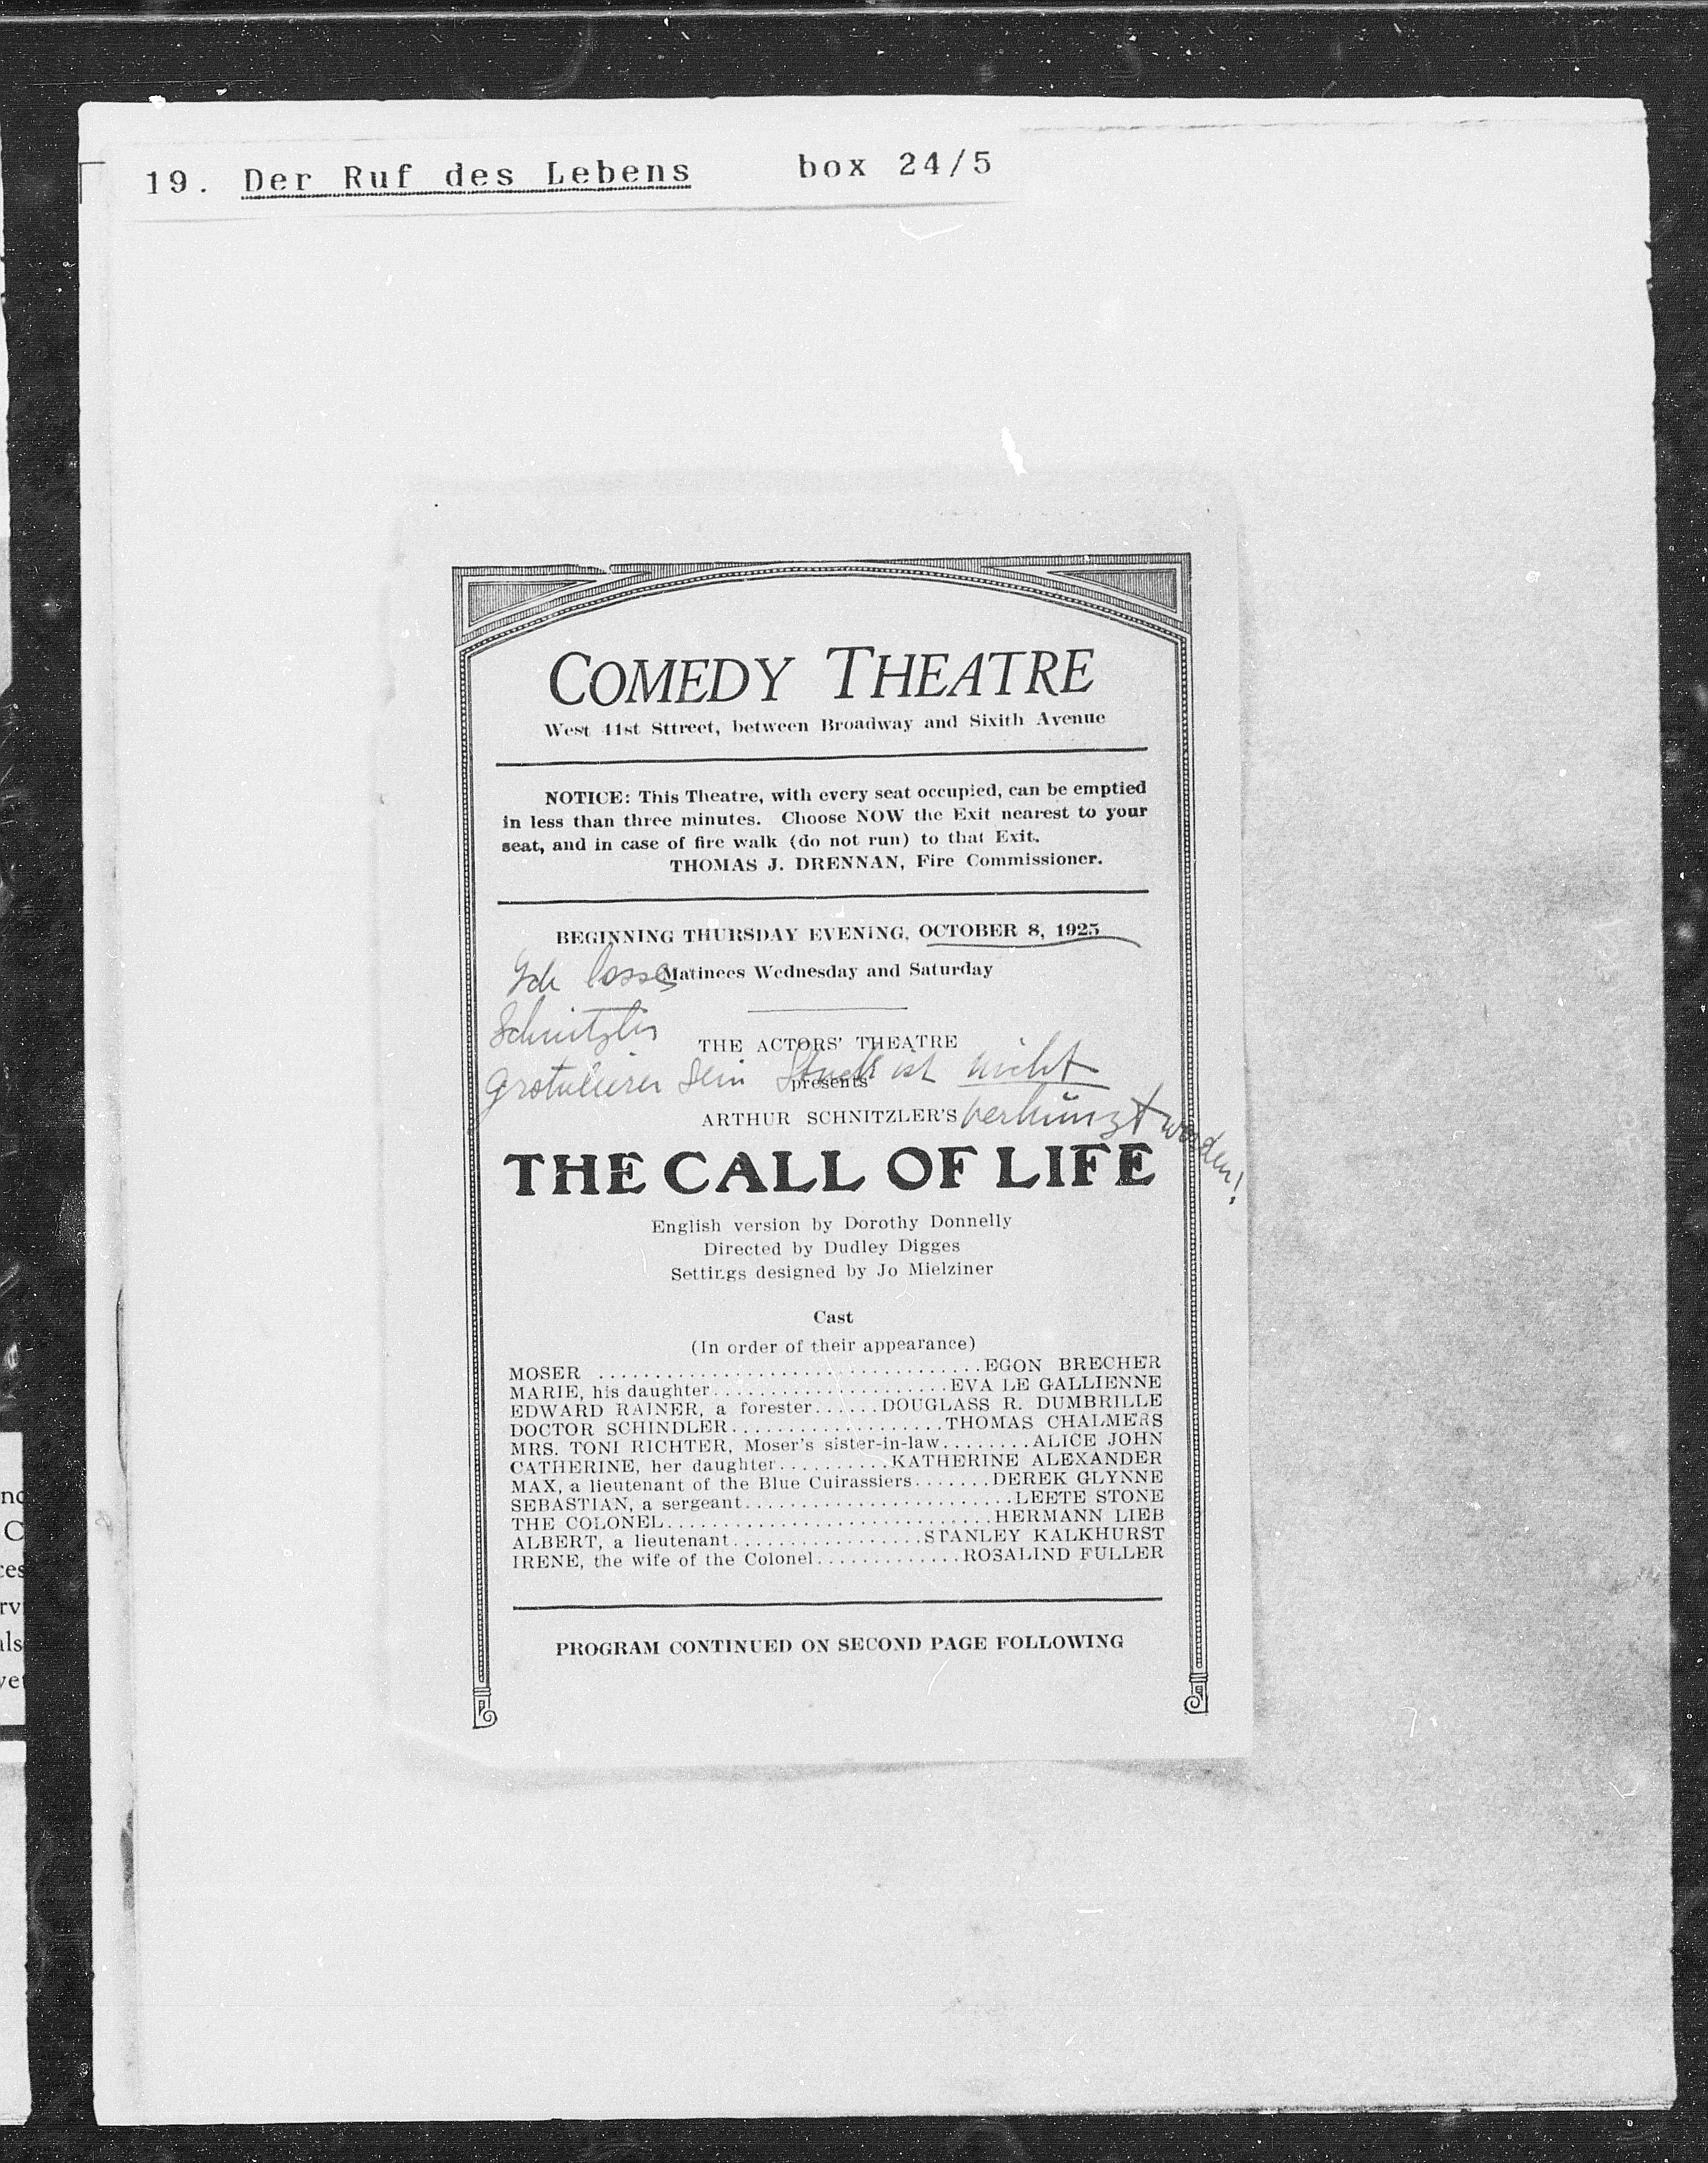 19. Der Ruf des Lebens box 24/5
COMEDY THEATRE
West 41st Sttreet, between Broadway and Sixith Avenue
NOTICE: This Theatre, with every seat occupied, can be emptied
in less than three minutes. Choose NOW the Exit nearest to your
seat, and in case of fire walk (do not run) to that Exit.
THOMAS J. DRENNAN, Fire Commissioner.
BEGINNING THURSDAY EVENING, OCTOBER 8, 1925
Ich lasse
Matinees Wednesday and Saturday
Schnitzler
THE ACTORS' THEATRE
gratulieren Sein Stück ist nicht
presents
ARTHUR SCHNITZLER'S
verkürzt worden!
THE CALL OF LIFE
English version by Dorothy Donnelly
Directed by Dudley Digges
Settings designed by Jo Mielziner
Cast
(In order of their appearance)
MOSER ................................. EGON BRECHER
MARIE, his daughter.................... EVA LE GALLIENNE
EDWARD RAINER, a forester......DOUGLASS R. DUMBRILLE
DOCTOR SCHINDLER..................THOMAS CHALMERS
MRS. TONI RICHTER, Moser's sister-in-law........ALICE JOHN
CATHERINE, her daughter..........KATHERINE ALEXANDER
MAX, a lieutenant of the Blue Cuirassiers.......DEREK GLYNNE
SEBASTIAN, a sergeant........................LEETE STONE
THE COLONEL............................HERMANN LIEB
ALBERT, a lieutenant.................STANLEY KALKHURST
IRENE, the wife of the Colonel.............ROSALIND FULLER
PROGRAM CONTINUED ON SECOND PAGE FOLLOWING